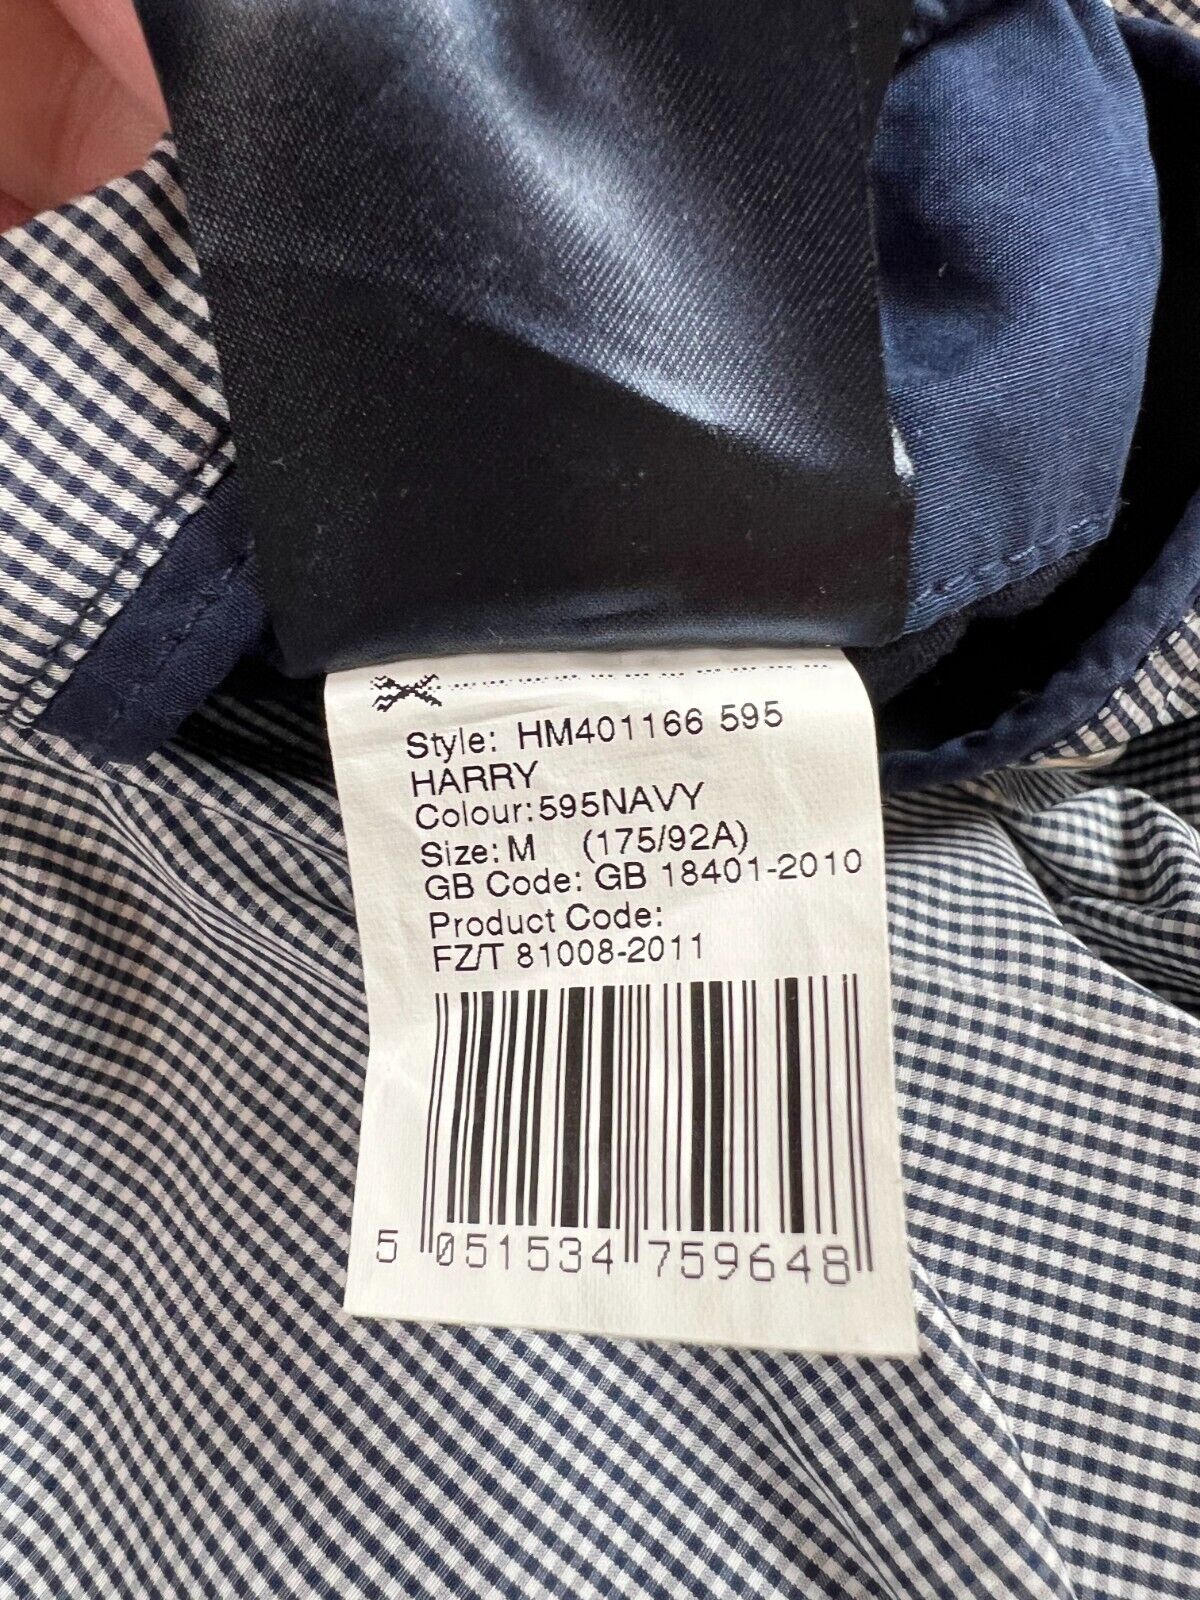 Style: HM401166 595
HARRY
Colour:595NAVY
Size: M (175/92A)
GB Code: GB 18401-2010
Product Code:
FZ/T 81008-2011
5 051534 759648